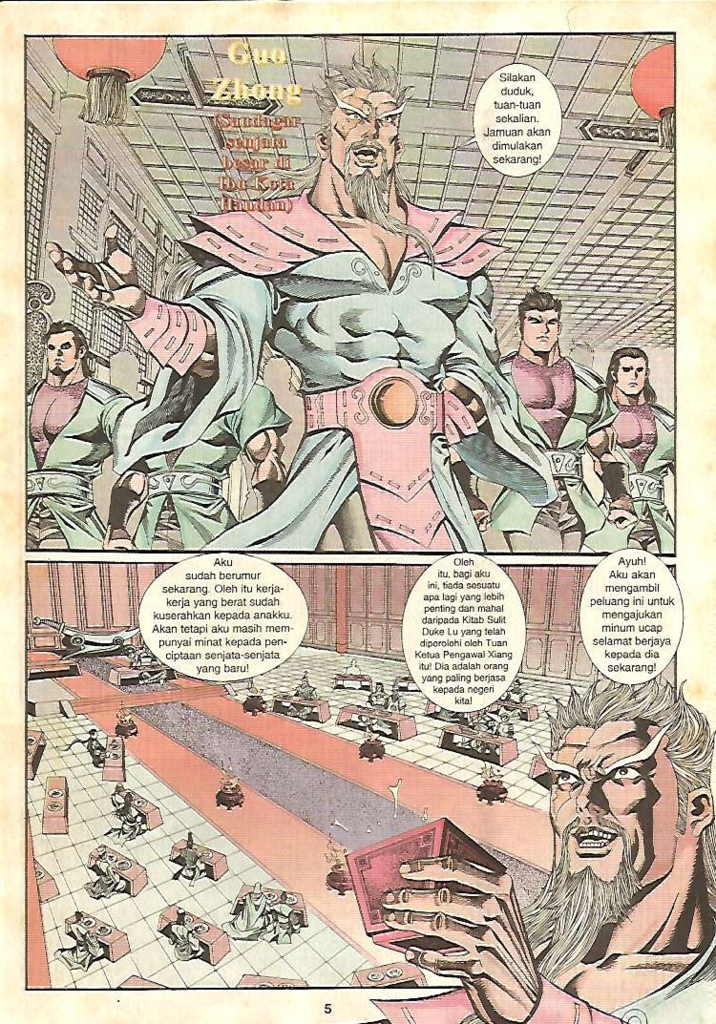 Guo
Zhong
(Saudagar
senjata
besar di
Ibu Kota
Handan)
Silakan
duduk,
tuan-tuan
sekalian.
Jamuan akan
dimulakan
sekarang!
Aku
sudah berumur
sekarang. Oleh itu kerja-
kerja yang berat sudah
kuserahkan kepada anakku.
Akan tetapi aku masih mem-
punyai minat dalam pen-
ciptaan senjata-senjata
yang baru!
Oleh
itu, bagi aku
ini, tiada sesuatu
apa lagi yang lebih
penting dan mahal
daripada Kitab Sulit
Duke Lu yang telah
diperolohi oleh Tuan
Ketua Pengawal Xiang
itu! Dia adalah orang
yang paling berjasa
kepada negeri
kita!
Ayuh!
Aku akan
mengambil
peluang ini untuk
mengajukan
minum ucap
selamat berjaya
kepada dia
sekarang!
5